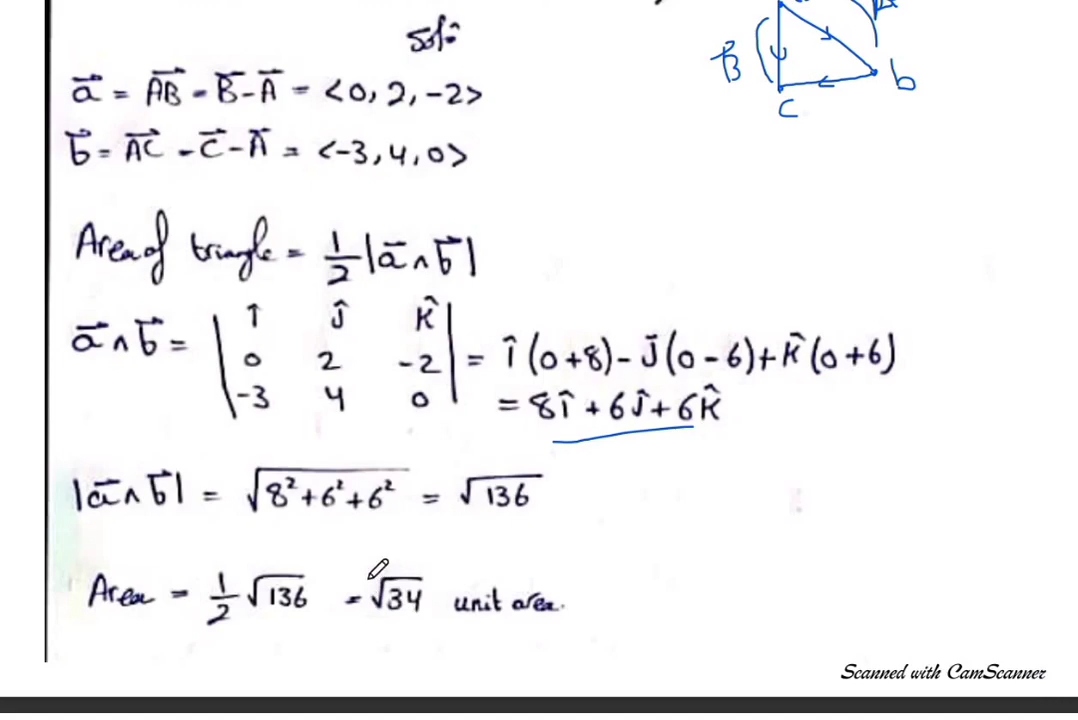 Sol:
B
b
c
a⃗ = AB⃗ = B⃗ - A⃗ = <0, 2, -2>
b⃗ = AC⃗ = C⃗ - A⃗ = <-3, 4, 0>
Area of triangle = 1/2 |a⃗ ∧ b⃗|
a⃗ ∧ b⃗ = | î ĵ k̂ | = î (0+8) - ĵ (0-6) + k̂ (0+6)
0 2 -2
-3 4 0
= 8î + 6ĵ + 6k̂
|a⃗ ∧ b⃗| = √(8² + 6² + 6²) = √136
Area = 1/2 √136 = √34 unit area.
Scanned with CamScanner